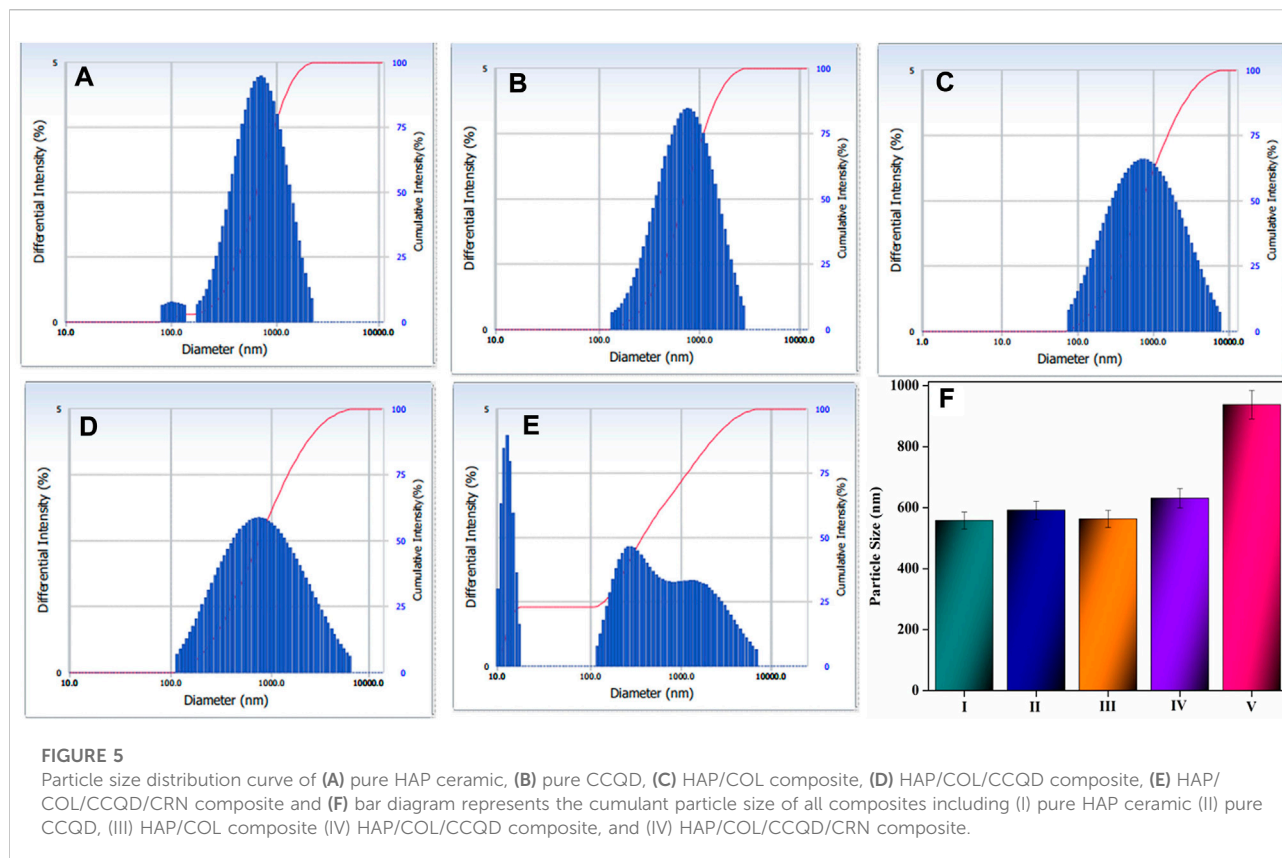 A
5
Differential Intensity (%)
0
10.0 100.0 1000.0 10000.0
Diameter (nm)
100
75
50
25
0
Cumulative Intensity(%)
B
5
Differential Intensity (%)
0
10.0 100.0 1000.0 10000.0
Diameter (nm)
100
75
50
25
0
Cumulative Intensity(%)
C
5
Differential Intensity (%)
0
1.0 10.0 100.0 1000.0 10000.0
Diameter (nm)
100
75
50
25
0
Cumulative Intensity(%)
D
5
Differential Intensity (%)
0
10.0 100.0 1000.0 10000.0
Diameter (nm)
100
75
50
25
0
Cumulative Intensity(%)
E
5
Differential Intensity (%)
0
10.0 100.0 1000.0 10000.0
Diameter (nm)
100
75
50
25
0
Cumulative Intensity(%)
F
Particle Size (nm)
1000
800
600
400
200
0
I II III IV V
FIGURE 5
Particle size distribution curve of (A) pure HAP ceramic, (B) pure CCQD, (C) HAP/COL composite, (D) HAP/COL/CCQD composite, (E) HAP/
COL/CCQD/CRN composite and (F) bar diagram represents the cumulant particle size of all composites including (I) pure HAP ceramic (II) pure
CCQD, (III) HAP/COL composite (IV) HAP/COL/CCQD composite, and (IV) HAP/COL/CCQD/CRN composite.